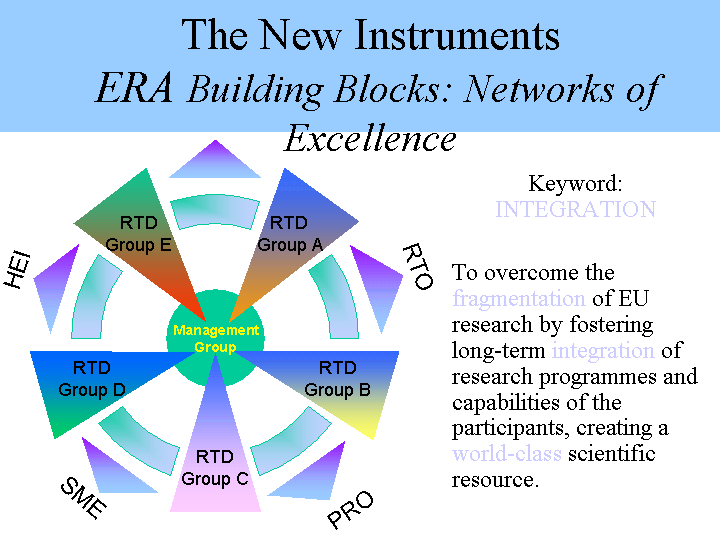 The New Instruments
ERA Building Blocks: Networks of
Excellence
Keyword:
INTEGRATION
RTD
Group E
RTD
Group A
HEI
RTO
To overcome the
fragmentation of EU
research by fostering
long-term integration of
research programmes and
capabilities of the
participants, creating a
world-class scientific
resource.
Management
Group
RTD
Group D
RTD
Group B
RTD
Group C
SME
PRO